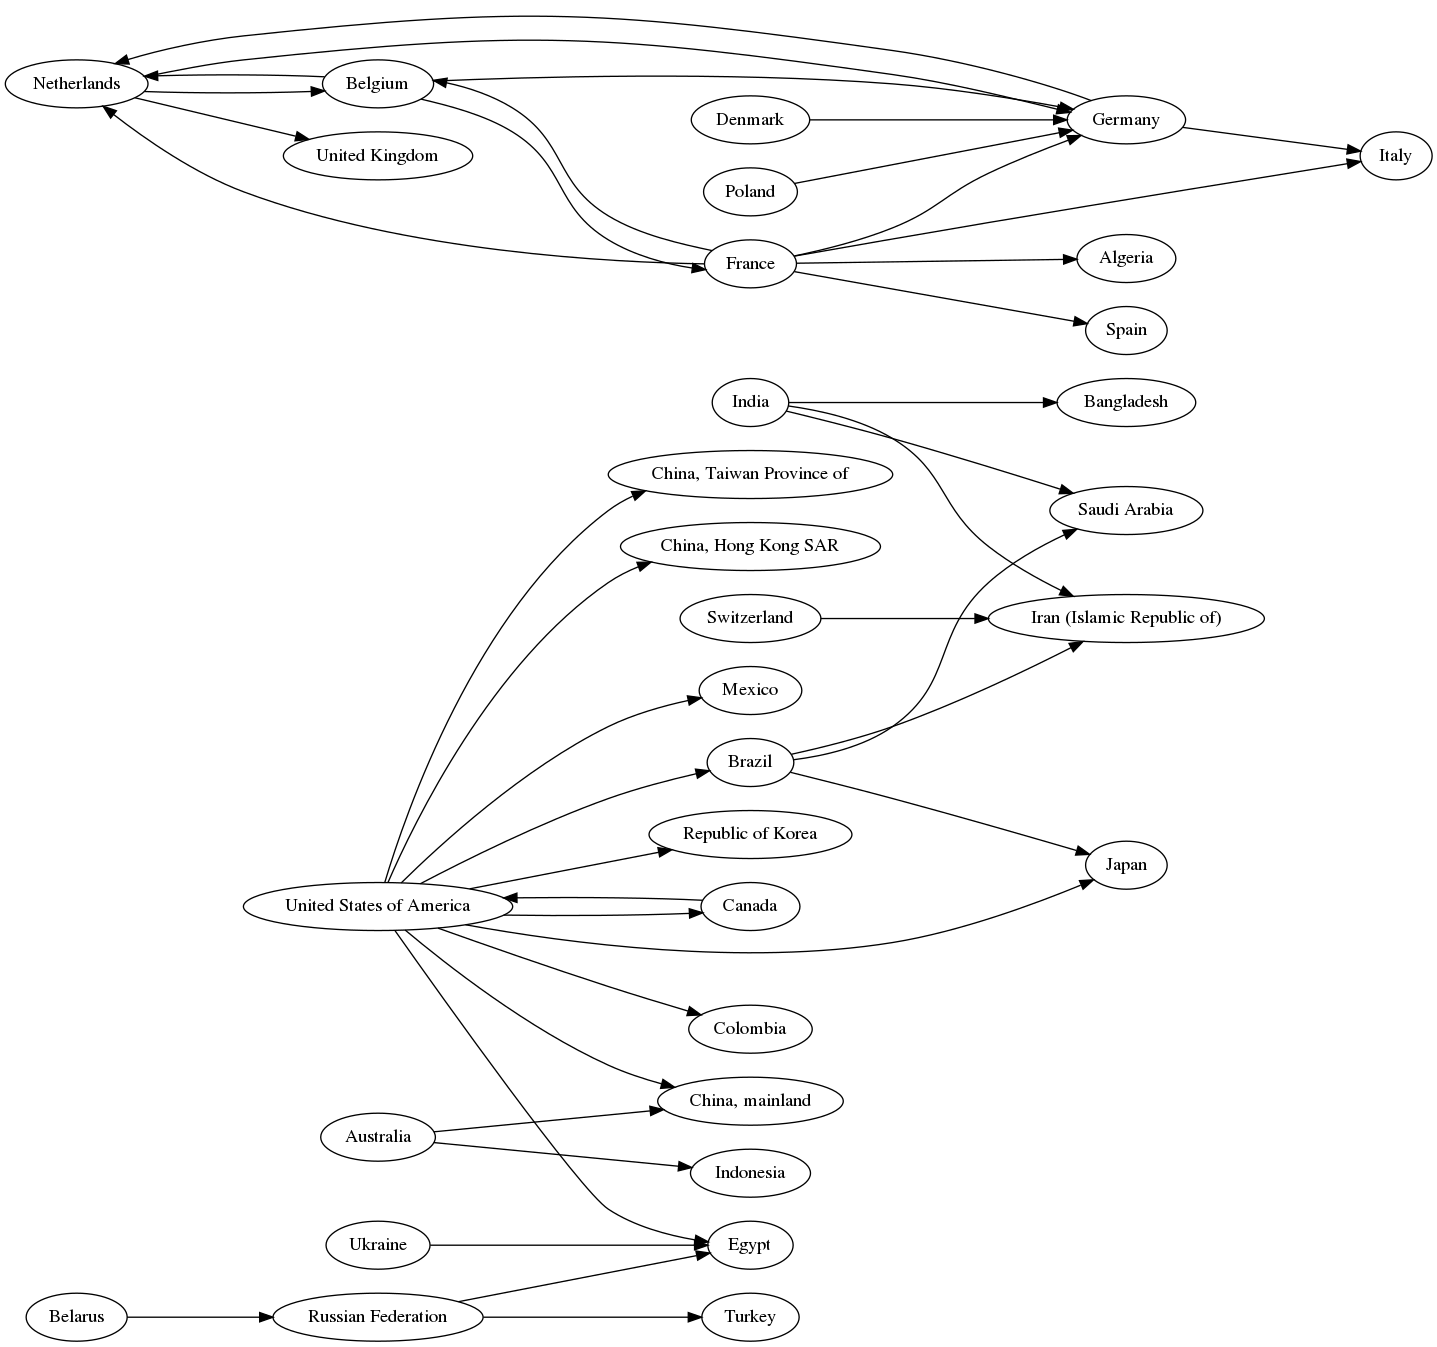 Netherlands
Belgium
United Kingdom
Denmark
Germany
Poland
Italy
France
Algeria
Spain
India
Bangladesh
China, Taiwan Province of
Saudi Arabia
China, Hong Kong SAR
Switzerland
Iran (Islamic Republic of)
Mexico
Brazil
Republic of Korea
Japan
United States of America
Canada
Colombia
China, mainland
Australia
Indonesia
Ukraine
Egypt
Belarus
Russian Federation
Turkey